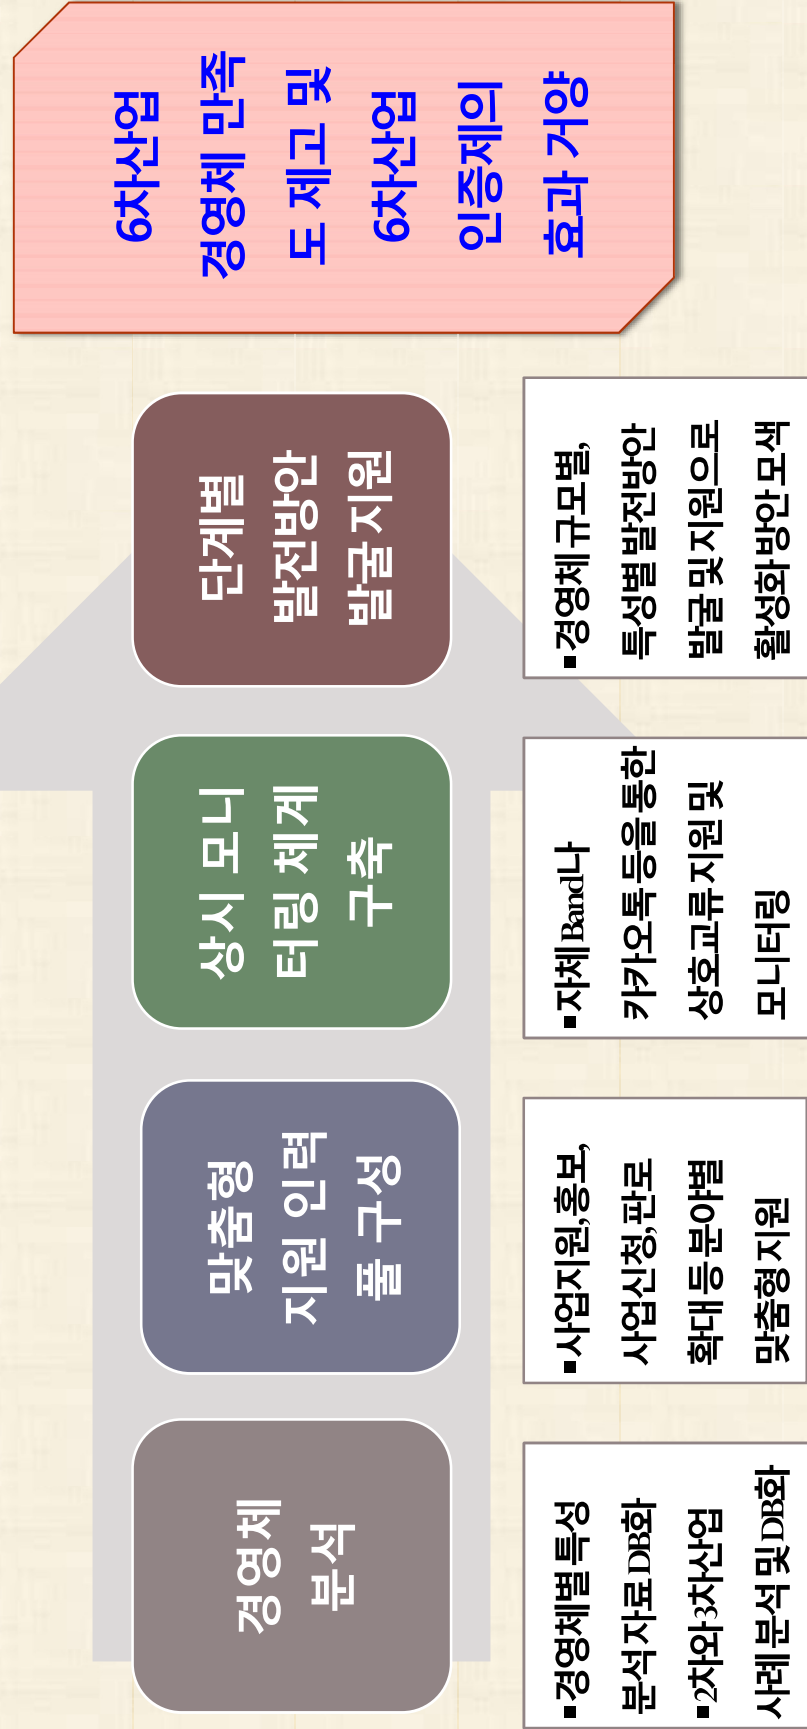 경영체
분석
맞춤형
지원 인력
풀 구성
상시 모니
터링 체계
구축
단계별
발전방안
발굴 지원
6차산업
경영체 만족
도 제고 및
6차산업
인증제의
효과 거양
▪경영체별 특성
분석 자료 DB화
▪2차와 3차산업
사례 분석 및 DB화
▪사업지원, 홍보,
사업신청, 판로
확대 등 분야별
맞춤형 지원
▪자체 Band나
카카오톡 등을 통한
상호교류 지원 및
모니터링
▪경영체 규모별,
특성별 발전방안
발굴 및 지원으로
활성화 방안 모색